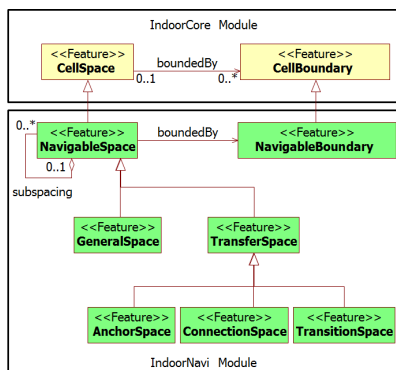 IndoorCore Module
<<Feature>>
CellSpace
boundedBy
0..1
0..*
<<Feature>>
CellBoundary
0..*
<<Feature>>
NavigableSpace
boundedBy
<<Feature>>
NavigableBoundary
0..1
subspacing
<<Feature>>
GeneralSpace
<<Feature>>
TransferSpace
<<Feature>>
AnchorSpace
<<Feature>>
ConnectionSpace
<<Feature>>
TransitionSpace
IndoorNavi Module